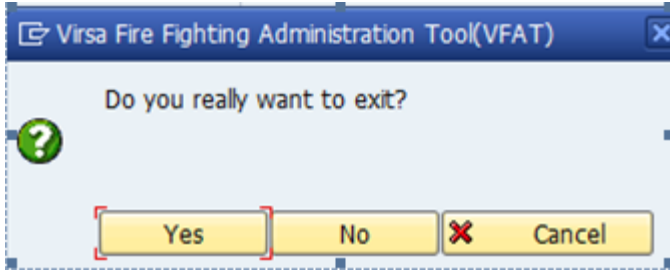 Virsa Fire Fighting Administration Tool(VFAT)
Do you really want to exit?
Yes No Cancel